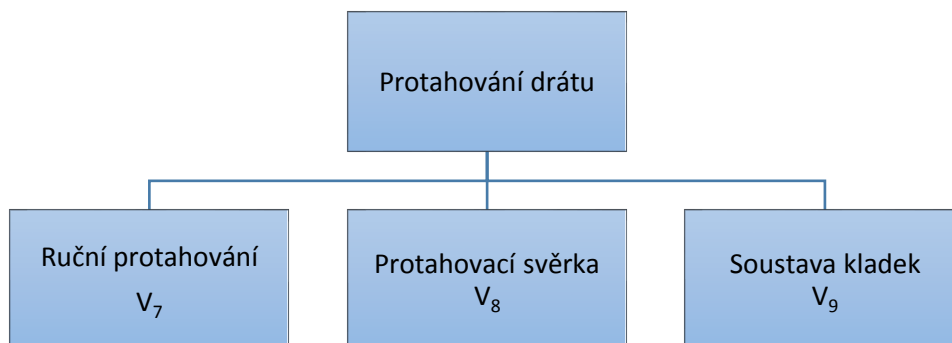 Protahování drátu
Ruční protahování
V₇
Protahovací svěrka
V₈
Soustava kladek
V₉